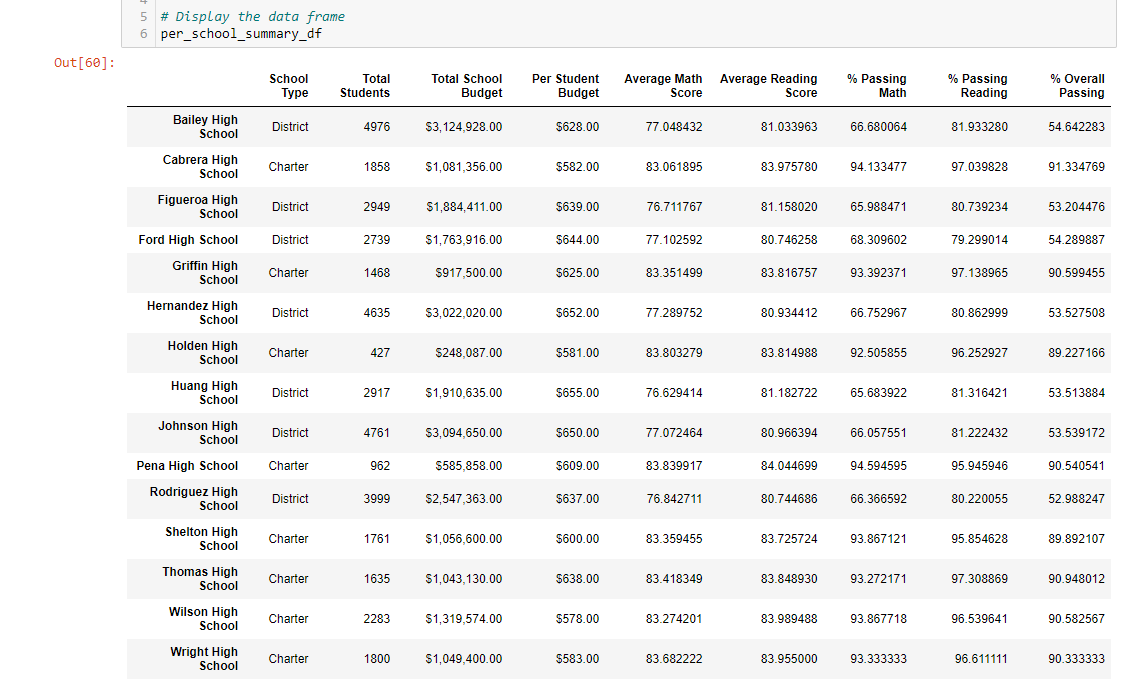 5 # Display the data frame
6 per_school_summary_df
Out[60]:
School Type Total Students Total School Budget Per Student Budget Average Math Score Average Reading Score % Passing Math % Passing Reading % Overall Passing
Bailey High School District 4976 $3,124,928.00 $628.00 77.048432 81.033963 66.680064 81.933280 54.642283
Cabrera High School Charter 1858 $1,081,356.00 $582.00 83.061895 83.975780 94.133477 97.039828 91.334769
Figueroa High School District 2949 $1,884,411.00 $639.00 76.711767 81.158020 65.988471 80.739234 53.204476
Ford High School District 2739 $1,763,916.00 $644.00 77.102592 80.746258 68.309602 79.299014 54.289887
Griffin High School Charter 1468 $917,500.00 $625.00 83.351499 83.816757 93.392371 97.138965 90.599455
Hernandez High School District 4635 $3,022,020.00 $652.00 77.289752 80.934412 66.752967 80.862999 53.527508
Holden High School Charter 427 $248,087.00 $581.00 83.803279 83.814988 92.505855 96.252927 89.227166
Huang High School District 2917 $1,910,635.00 $655.00 76.629414 81.182722 65.683922 81.316421 53.513884
Johnson High School District 4761 $3,094,650.00 $650.00 77.072464 80.966394 66.057551 81.222432 53.539172
Pena High School Charter 962 $585,858.00 $609.00 83.839917 84.044699 94.594595 95.945946 90.540541
Rodriguez High School District 3999 $2,547,363.00 $637.00 76.842711 80.744686 66.366592 80.220055 52.988247
Shelton High School Charter 1761 $1,056,600.00 $600.00 83.359455 83.725724 93.867121 95.854628 89.892107
Thomas High School Charter 1635 $1,043,130.00 $638.00 83.418349 83.848930 93.272171 97.308869 90.948012
Wilson High School Charter 2283 $1,319,574.00 $578.00 83.274201 83.989488 93.867718 96.539641 90.582567
Wright High School Charter 1800 $1,049,400.00 $583.00 83.682222 83.955000 93.333333 96.611111 90.333333